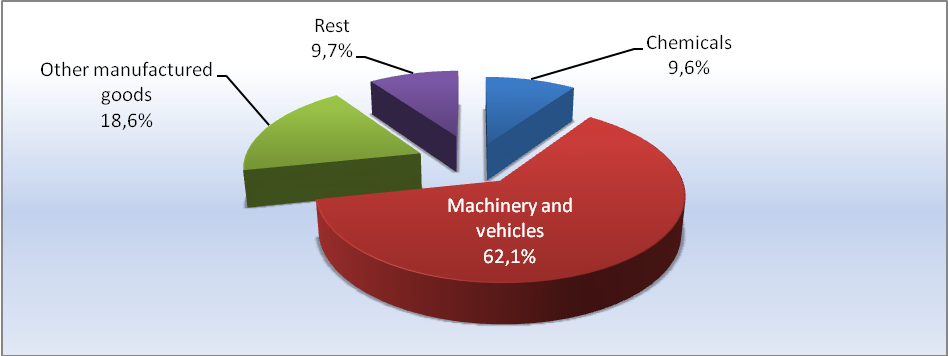 Rest
9,7%
Chemicals
9,6%
Other manufactured
goods
18,6%
Machinery and
vehicles
62,1%